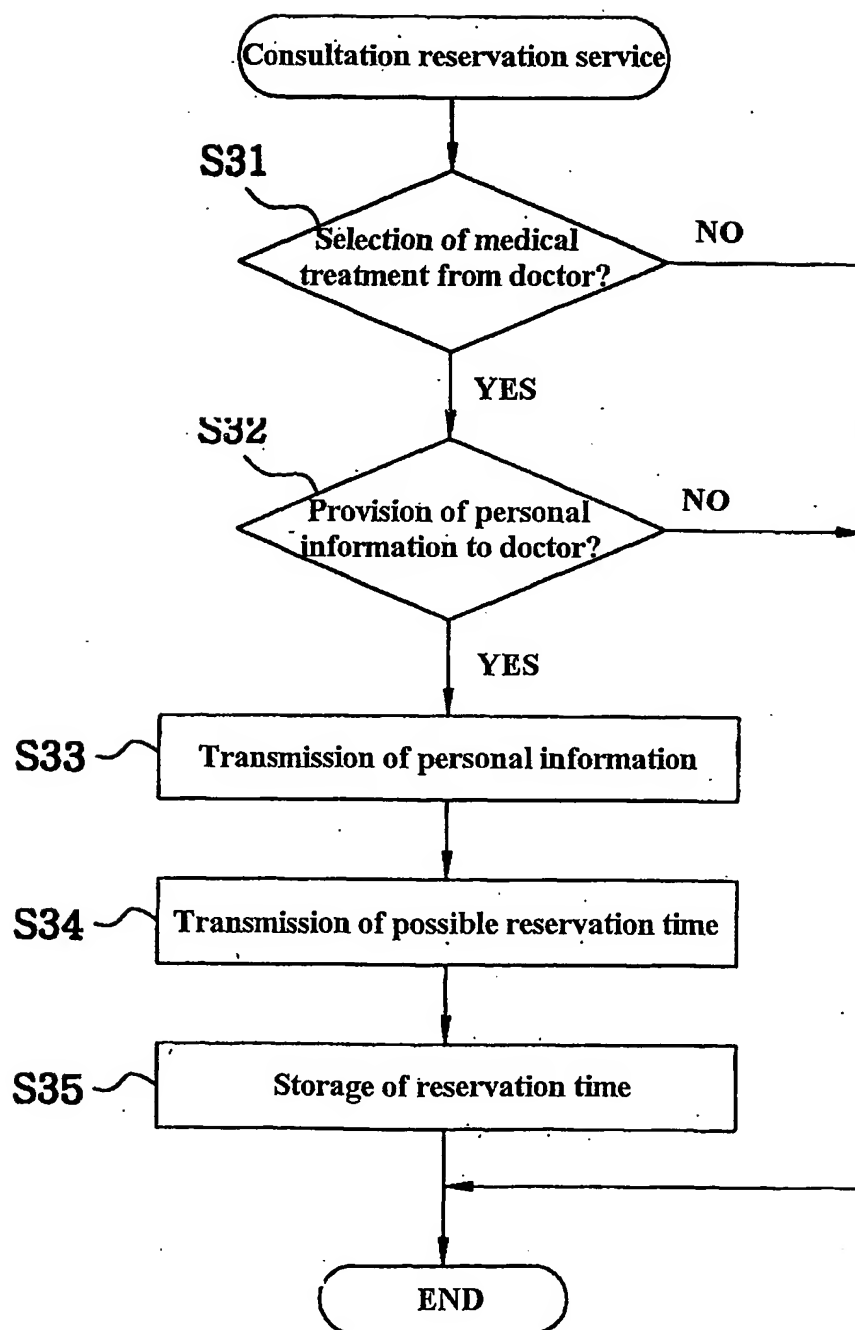 Consultation reservation service
S31
Selection of medical
treatment from doctor?
NO
YES
S32
Provision of personal
information to doctor?
NO
YES
S33
Transmission of personal information
S34
Transmission of possible reservation time
S35
Storage of reservation time
END